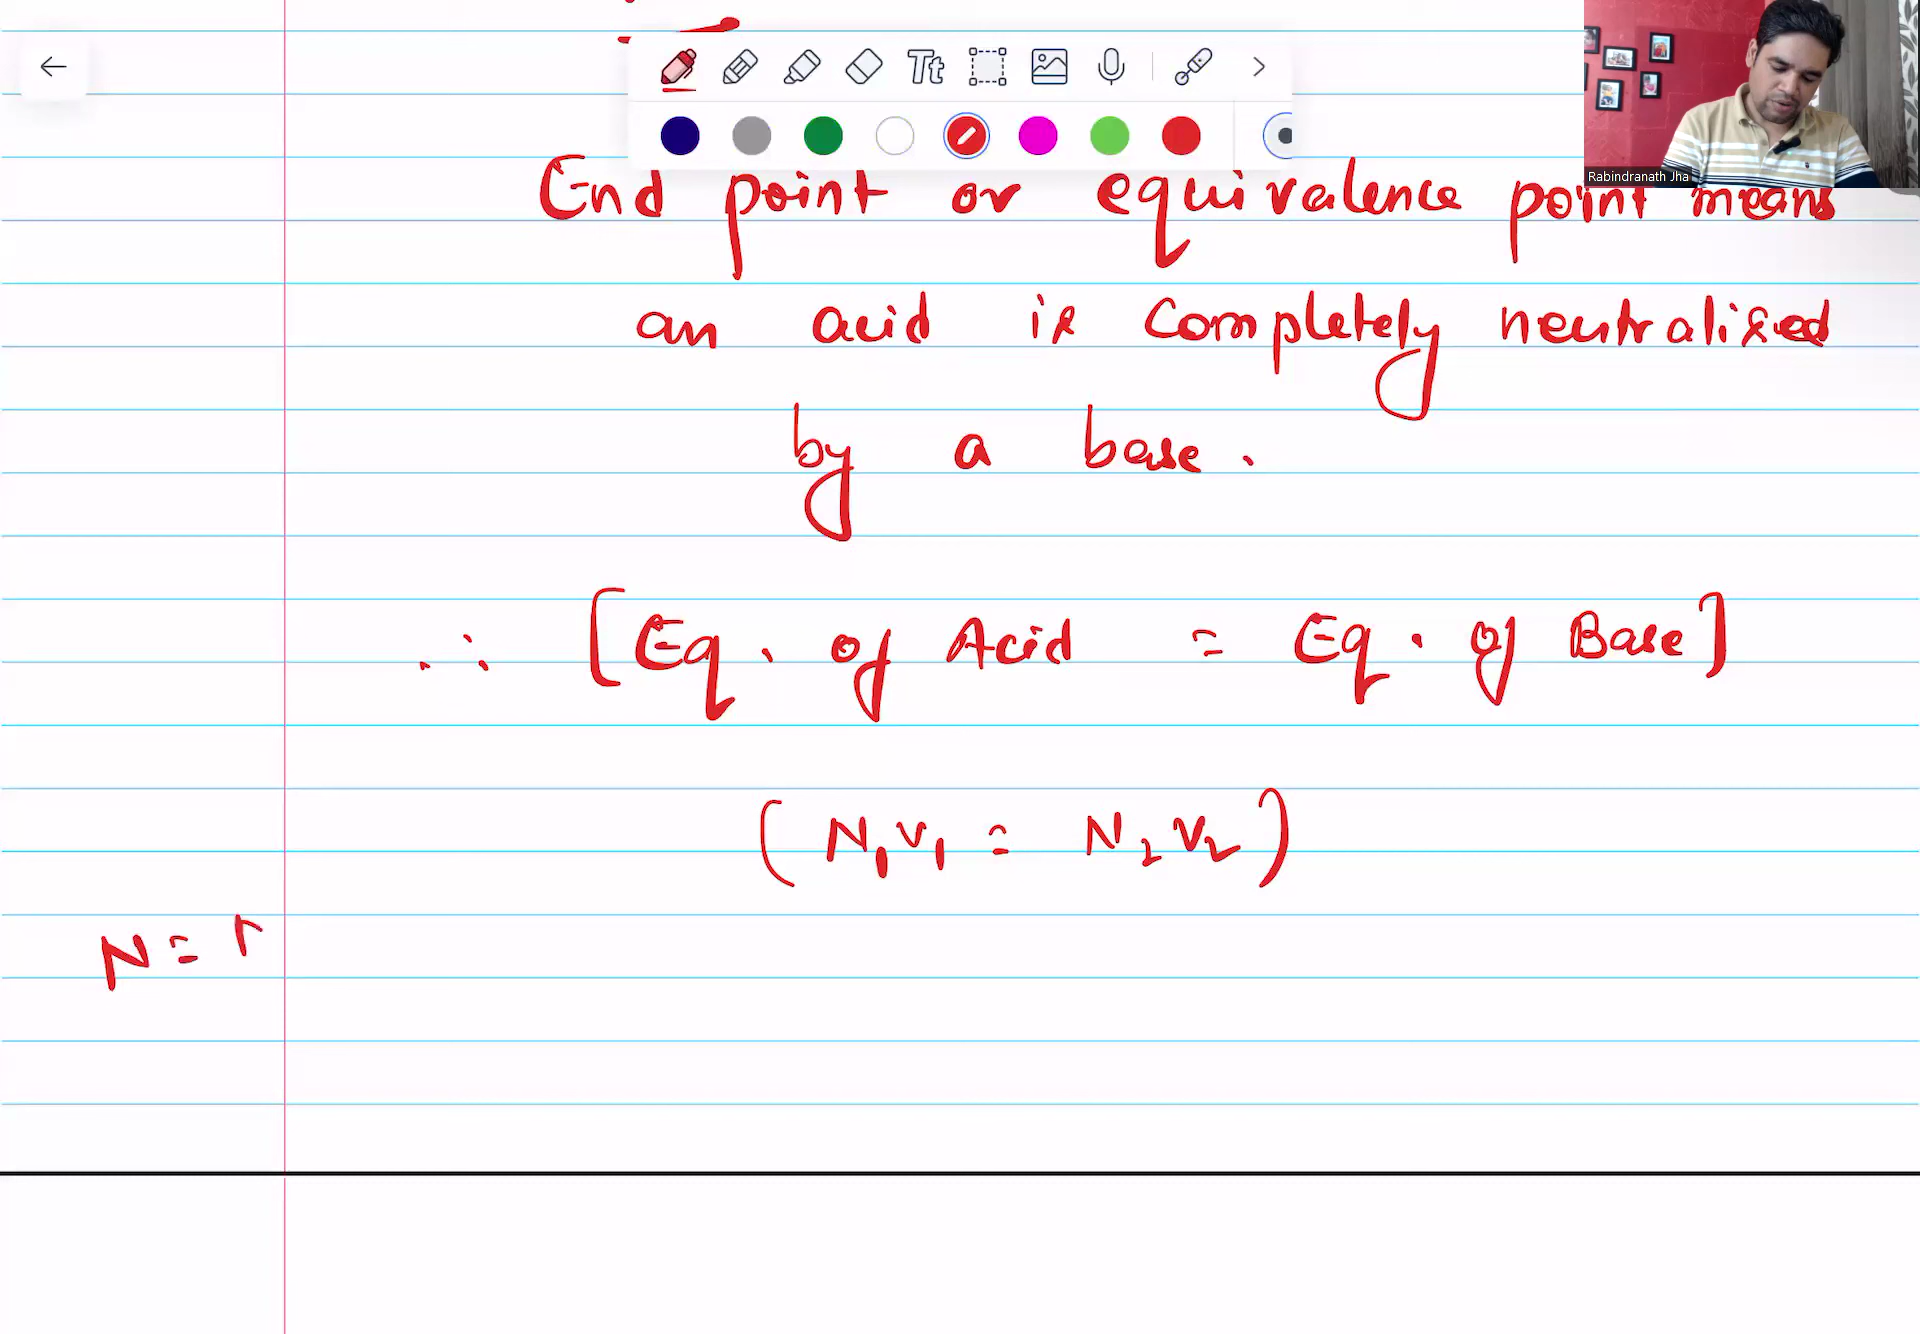 Tt
Rabindranath Jha
End point or equivalence point means
an acid is completely neutralised
by a base.
∴ [Eq. of Acid = Eq. of Base]
(N₁V₁ = N₂V₂)
N =